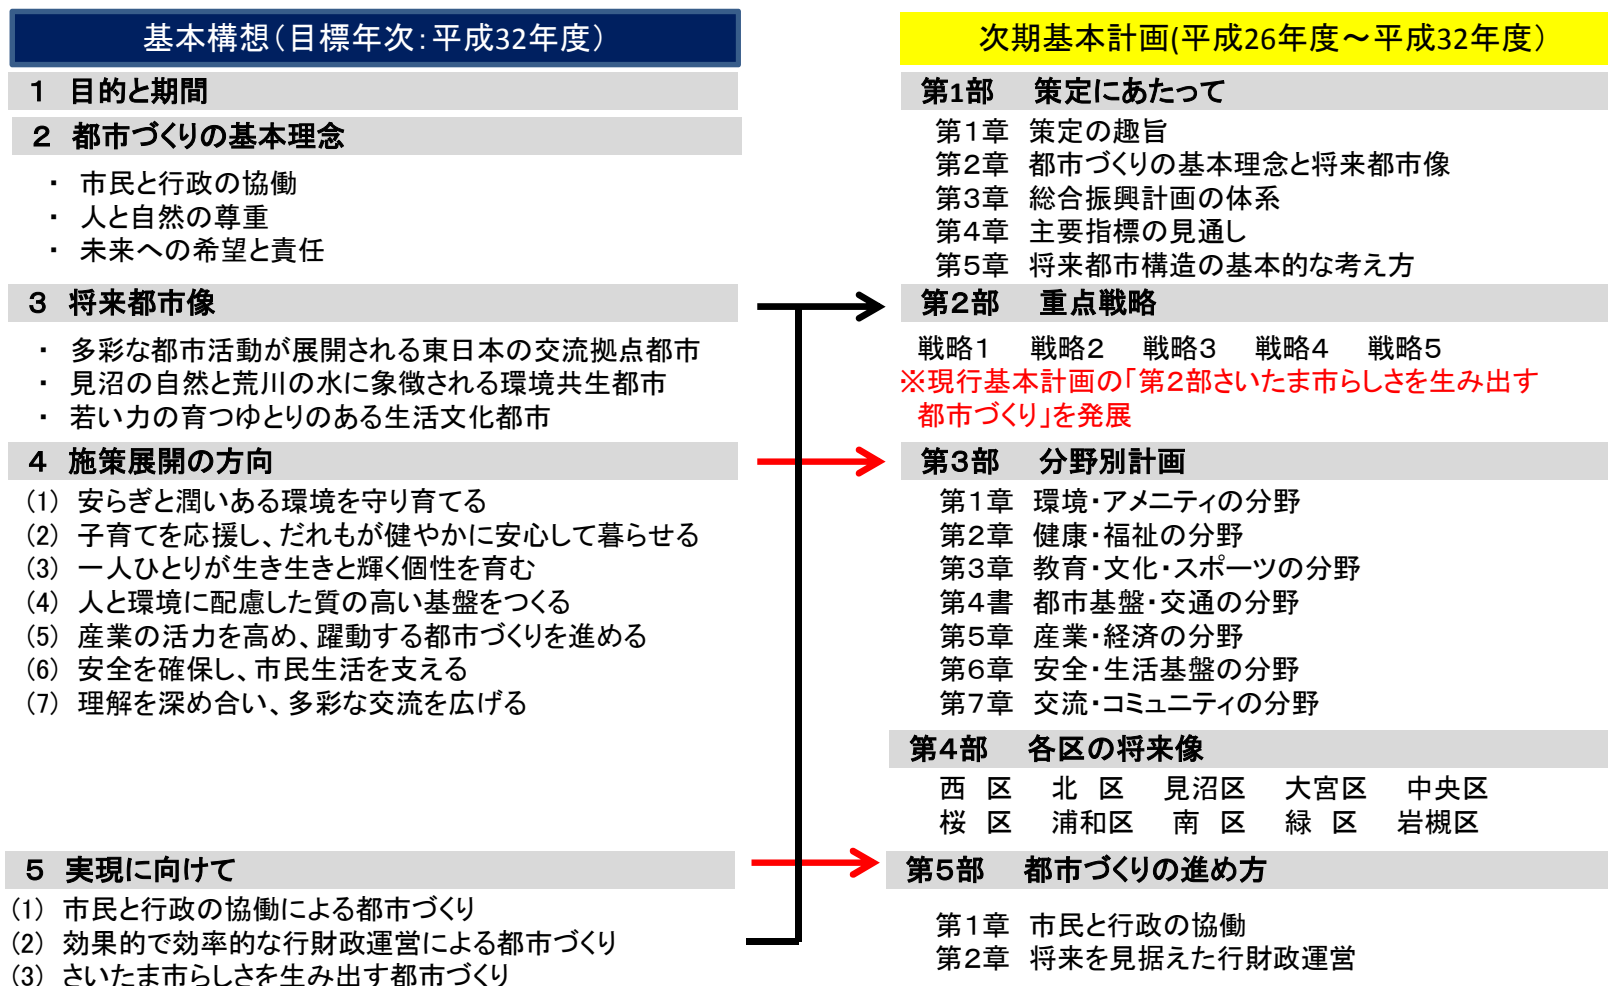 基本構想（目標年次：平成32年度）
1 目的と期間
2 都市づくりの基本理念
・ 市民と行政の協働
・ 人と自然の尊重
・ 未来への希望と責任
3 将来都市像
・ 多彩な都市活動が展開される東日本の交流拠点都市
・ 見沼の自然と荒川の水に象徴される環境共生都市
・ 若い力の育つゆとりのある生活文化都市
4 施策展開の方向
(1) 安らぎと潤いある環境を守り育てる
(2) 子育てを応援し、だれもが健やかに安心して暮らせる
(3) 一人ひとりが生き生きと輝く個性を育む
(4) 人と環境に配慮した質の高い基盤をつくる
(5) 産業の活力を高め、躍動する都市づくりを進める
(6) 安全を確保し、市民生活を支える
(7) 理解を深め合い、多彩な交流を広げる
5 実現に向けて
(1) 市民と行政の協働による都市づくり
(2) 効果的で効率的な行財政運営による都市づくり
(3) さいたま市らしさを生み出す都市づくり
次期基本計画(平成26年度～平成32年度）
第1部 策定にあたって
第1章 策定の趣旨
第2章 都市づくりの基本理念と将来都市像
第3章 総合振興計画の体系
第4章 主要指標の見通し
第5章 将来都市構造の基本的な考え方
第2部 重点戦略
戦略1 戦略2 戦略3 戦略4 戦略5
※現行基本計画の「第2部さいたま市らしさを生み出す
都市づくり」を発展
第3部 分野別計画
第1章 環境・アメニティの分野
第2章 健康・福祉の分野
第3章 教育・文化・スポーツの分野
第4書 都市基盤・交通の分野
第5章 産業・経済の分野
第6章 安全・生活基盤の分野
第7章 交流・コミュニティの分野
第4部 各区の将来像
西 区 北 区 見沼区 大宮区 中央区
桜 区 浦和区 南 区 緑 区 岩槻区
第5部 都市づくりの進め方
第1章 市民と行政の協働
第2章 将来を見据えた行財政運営